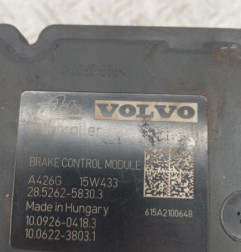 VOLVO
BRAKE CONTROL MODULE
A426G 15W433
28.5262-5830.3
Made in Hungary
10.0926-0418.3
615A2100648
10.0622-3803.1